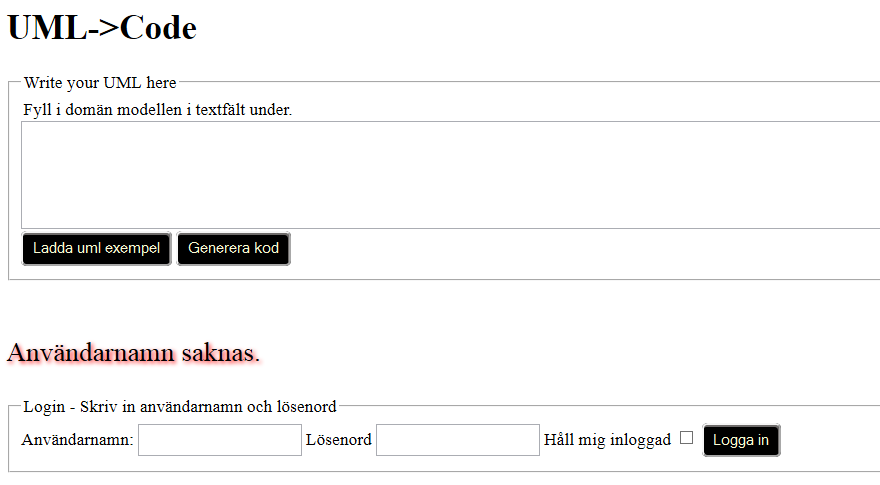 UML->Code
Write your UML here
Fyll i domän modellen i textfält under.
Ladda uml exempel Generera kod
Användarnamn saknas.
Login - Skriv in användarnamn och lösenord
Användarnamn: Lösenord Håll mig inloggad Logga in